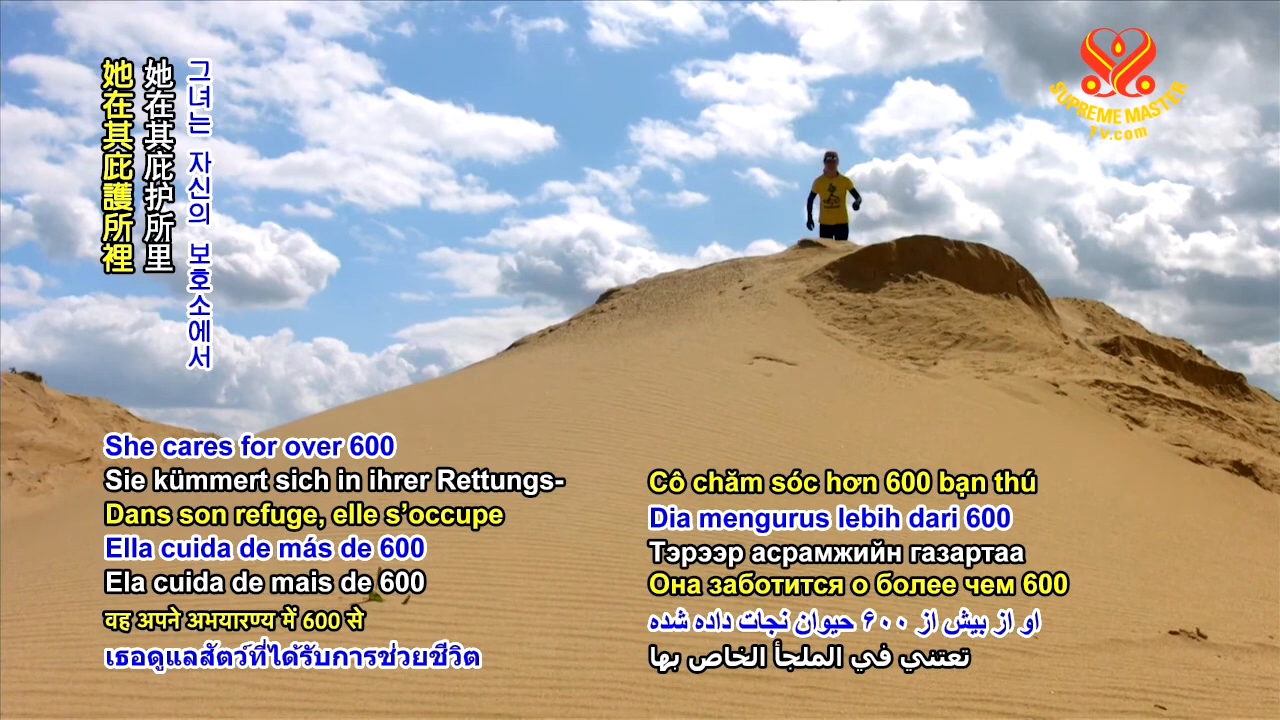 她在其庇護所裡
她在其庇护所里
그녀는 자신의 보호소에서
SUPREME MASTER
TV.com
She cares for over 600
Sie kümmert sich in ihrer Rettungs-
Dans son refuge, elle s’occupe
Ella cuida de más de 600
Ela cuida de mais de 600
वह अपने अभयारण्य में 600 से
เธอดูแลสัตว์ที่ได้รับการช่วยชีวิต
Cô chăm sóc hơn 600 bạn thú
Dia mengurus lebih dari 600
Тэрээр асрамжийн газартаа
Она заботится о более чем 600
او از بیش از ۶۰۰ حیوان نجات داده شده
تعتني في الملجأ الخاص بها